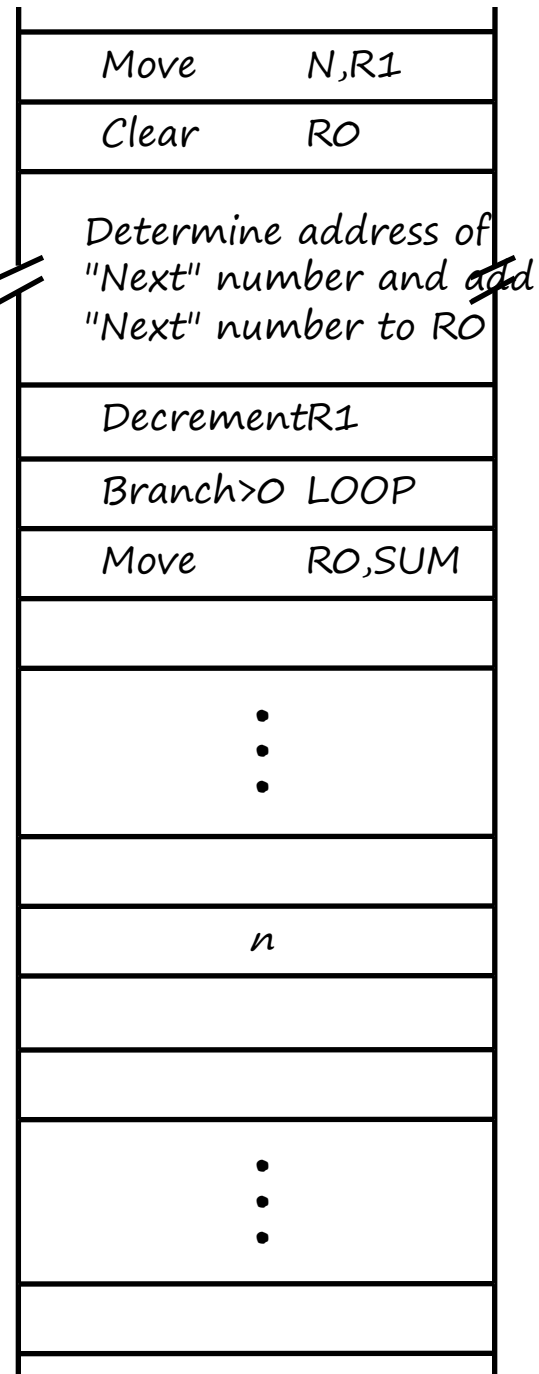 Move N,R1
Clear R0
Determine address of
"Next" number and add
"Next" number to R0
DecrementR1
Branch>0 LOOP
Move R0,SUM
n